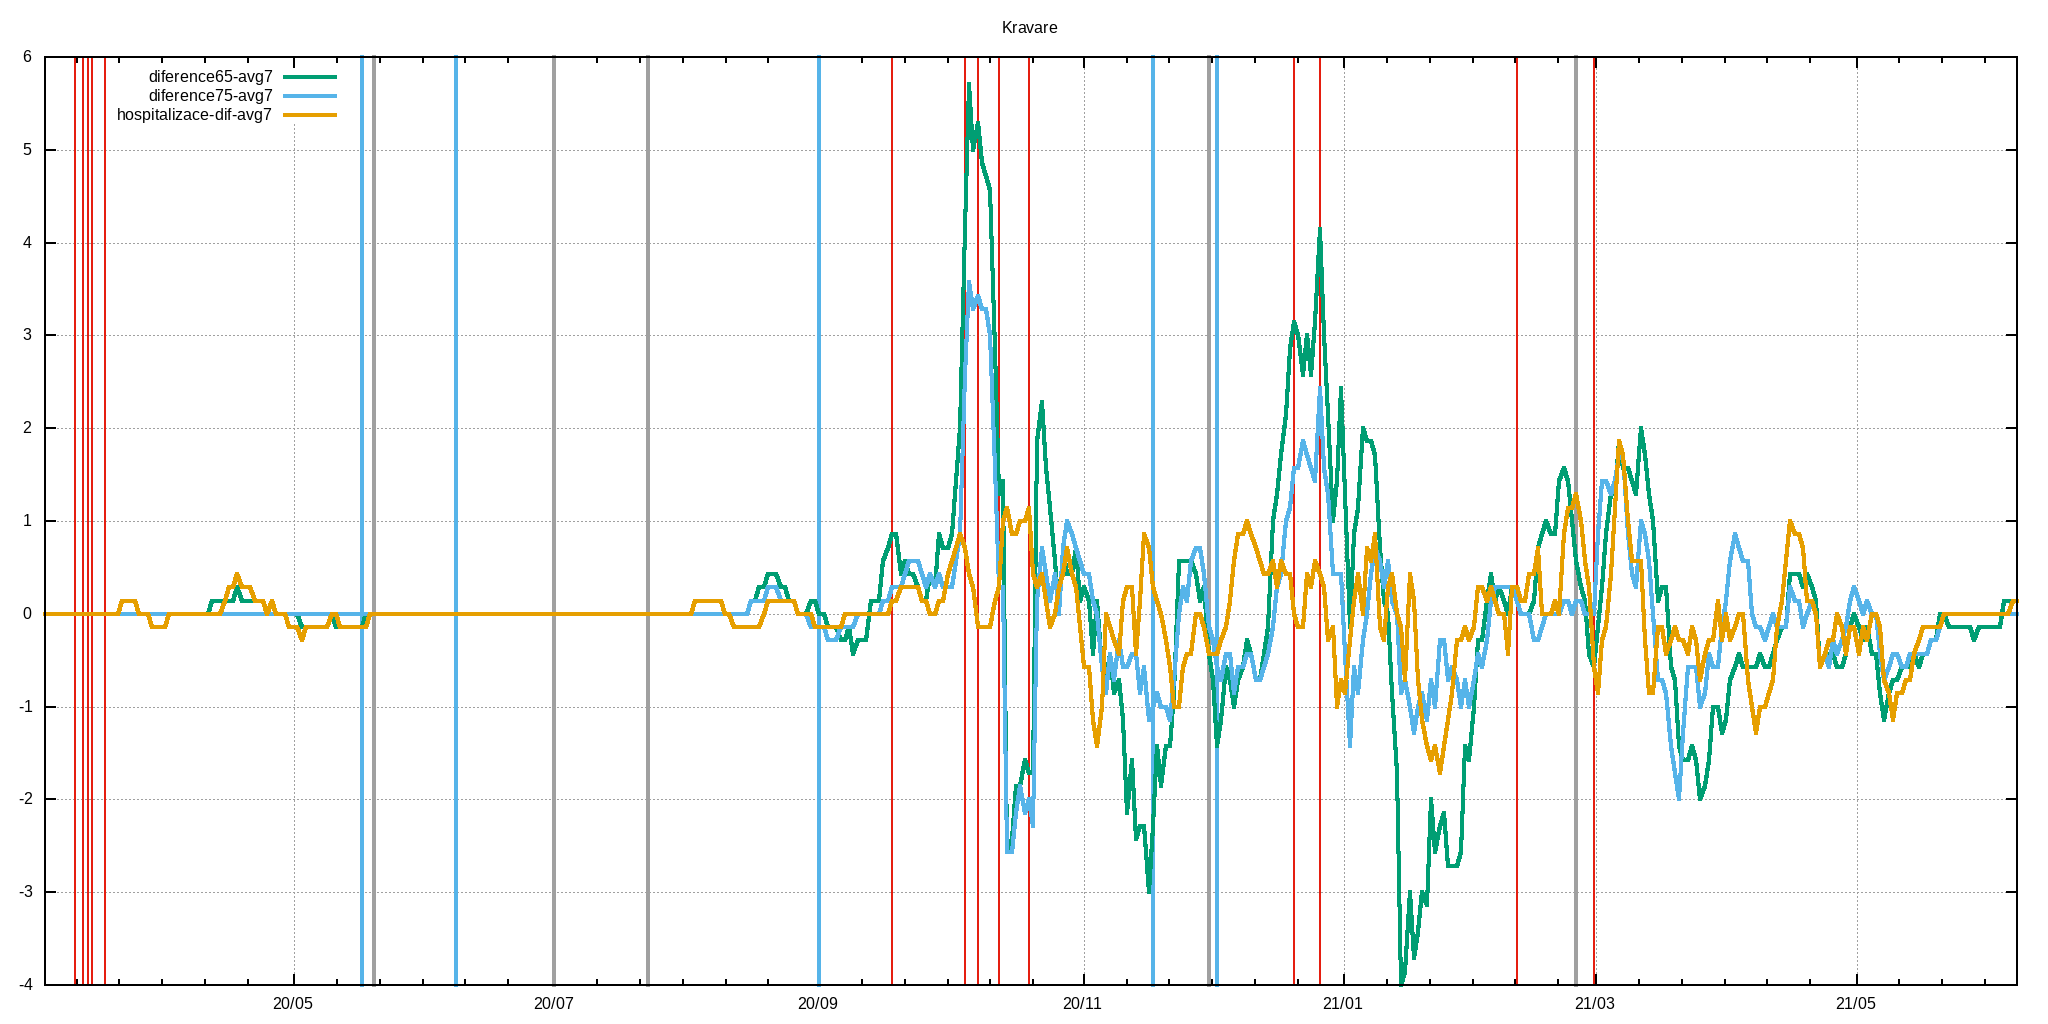 Kravare
6
diference65-avg7
diference75-avg7
hospitalizace-dif-avg7
5
4
3
2
1
0
-1
-2
-3
-4
20/05 20/07 20/09 20/11 21/01 21/03 21/05